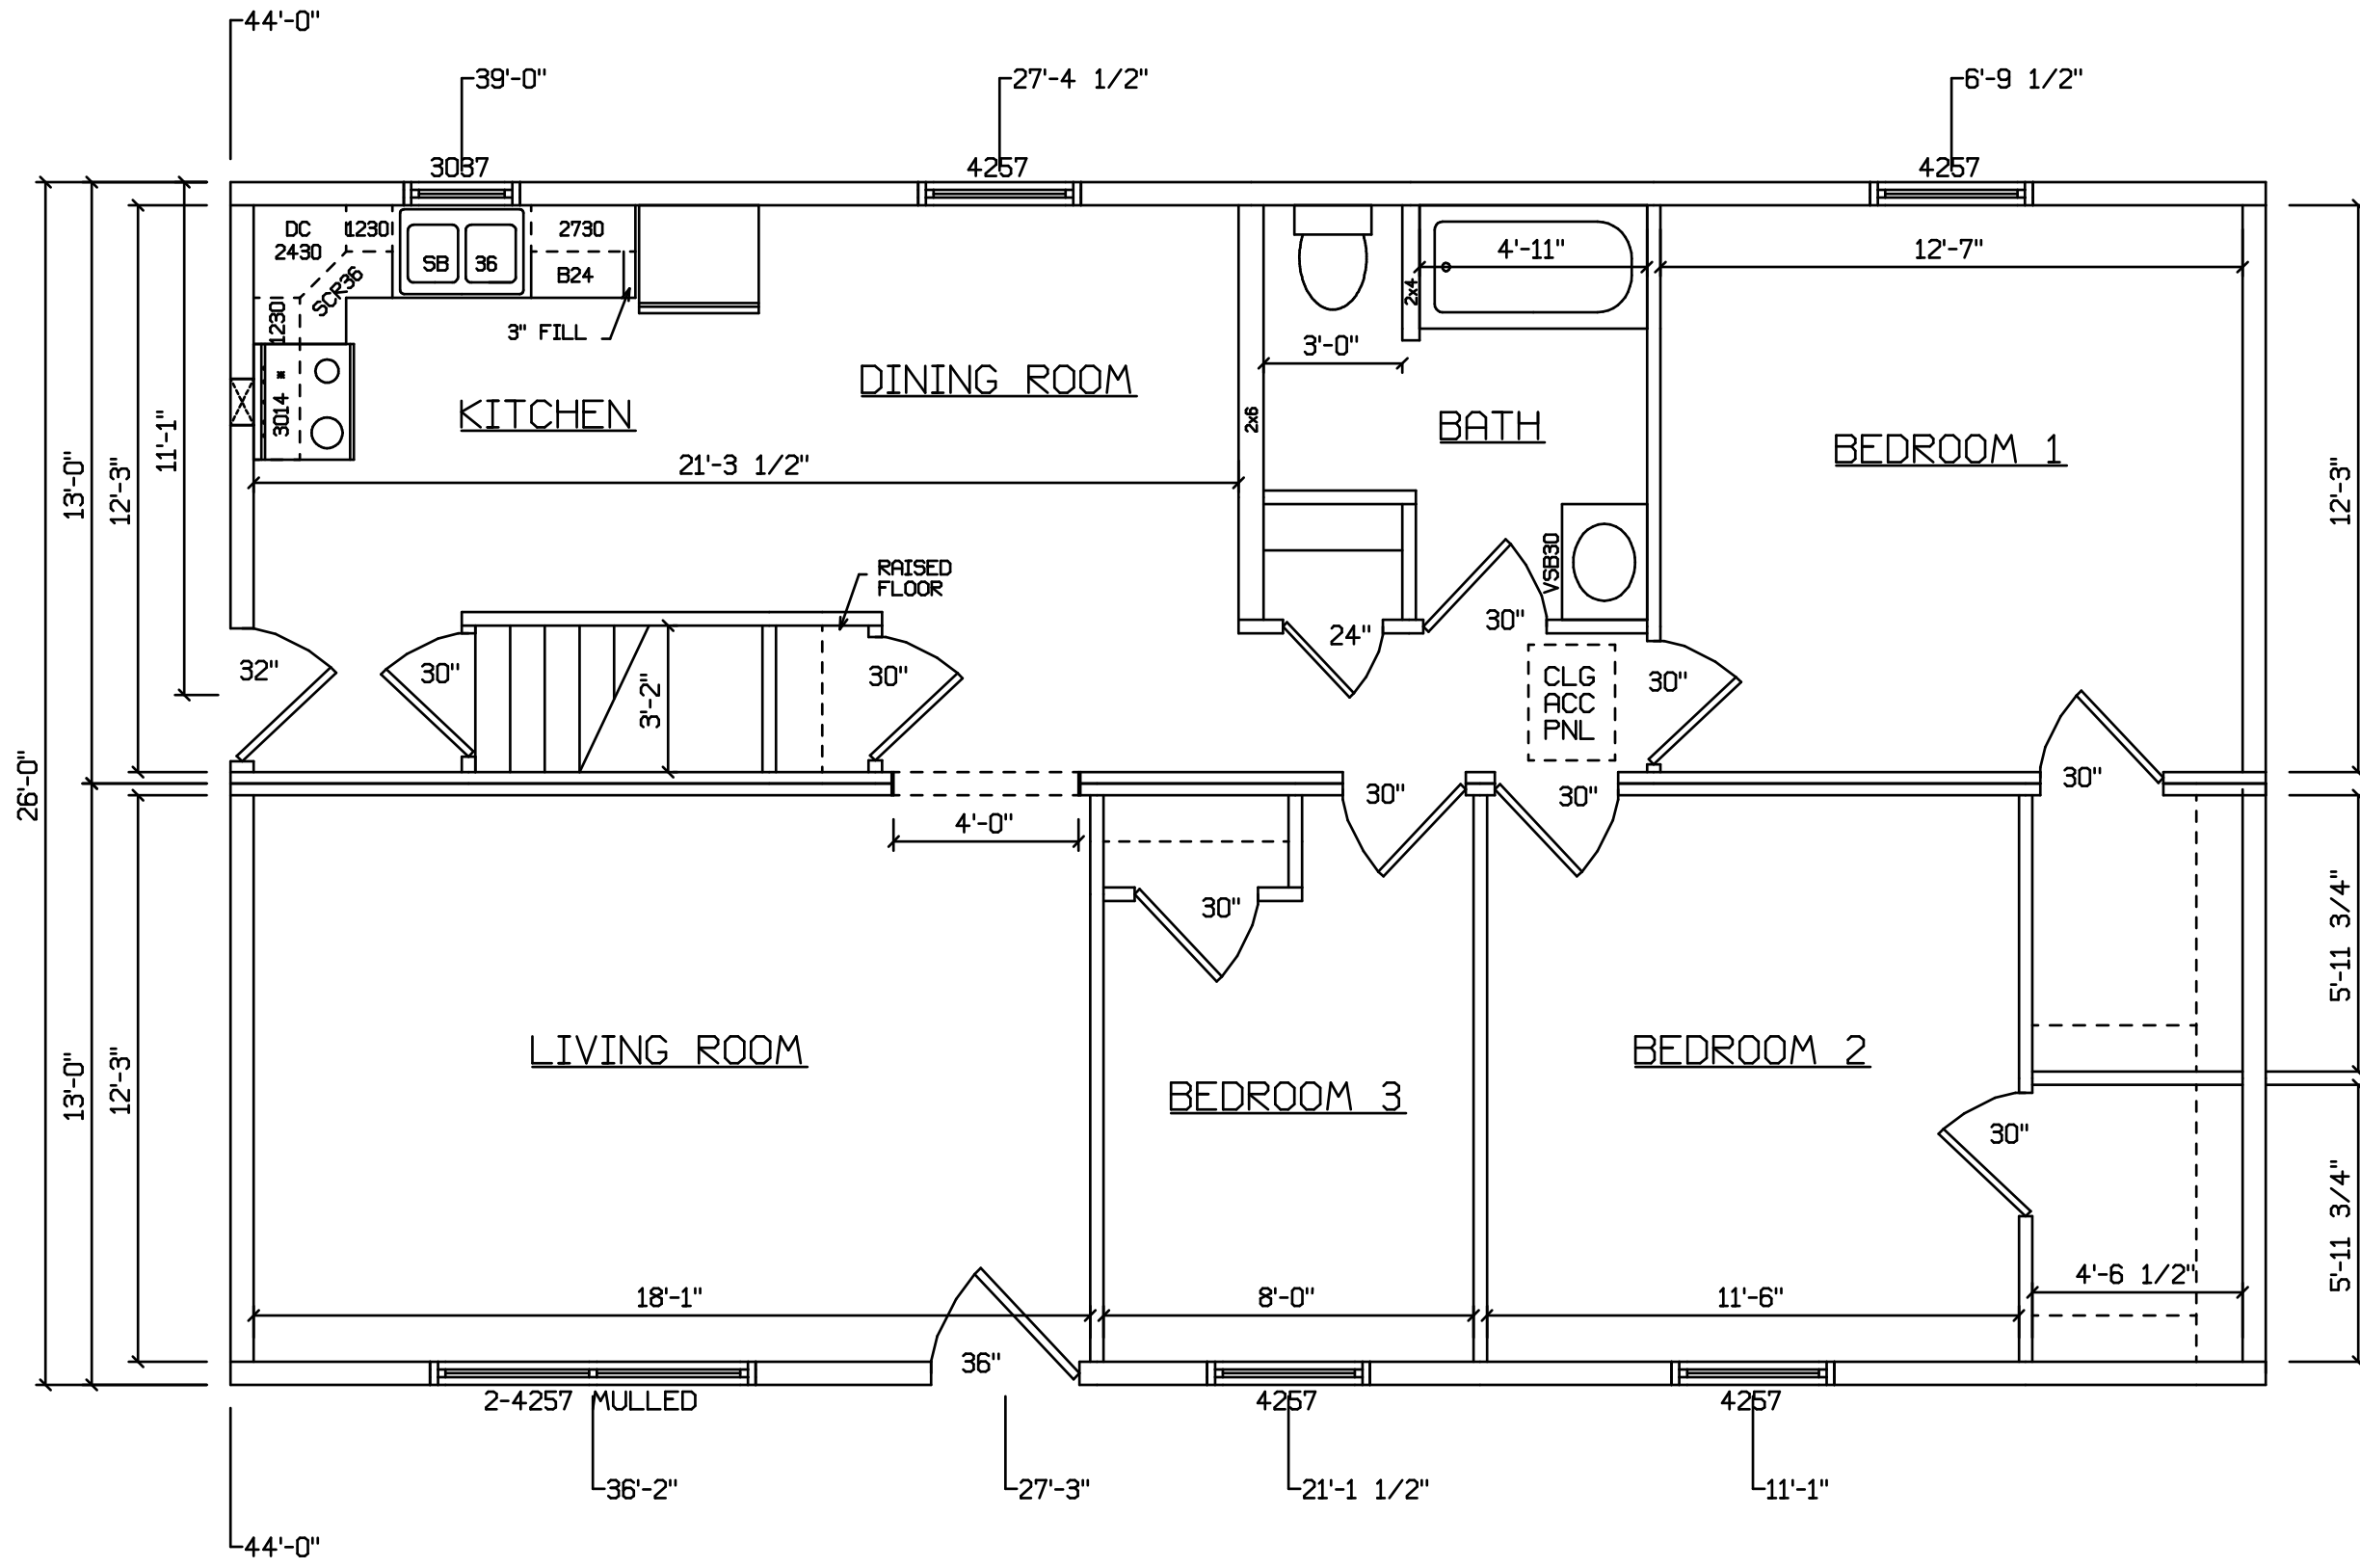 44'-0"
39'-0"
27'-4 1/2"
6'-9 1/2"
3037
4257
4257
DC
2430
1230
SB
36
2730
B24
SCR36
1230
3" FILL
3014 *
4'-11"
12'-7"
2x4
3'-0"
2x6
DINING ROOM
KITCHEN
BATH
BEDROOM 1
21'-3 1/2"
11'-1"
13'-0"
12'-3"
12'-3"
26'-0"
RAISED
FLOOR
VSB30
32"
30"
3'-2"
30"
24"
30"
CLG
ACC
PNL
30"
30"
30"
30"
4'-0"
30"
5'-11 3/4"
LIVING ROOM
BEDROOM 3
BEDROOM 2
13'-0"
12'-3"
30"
5'-11 3/4"
4'-6 1/2"
18'-1"
8'-0"
11'-6"
36"
2-4257 MULLED
4257
4257
36'-2"
27'-3"
21'-1 1/2"
11'-1"
44'-0"